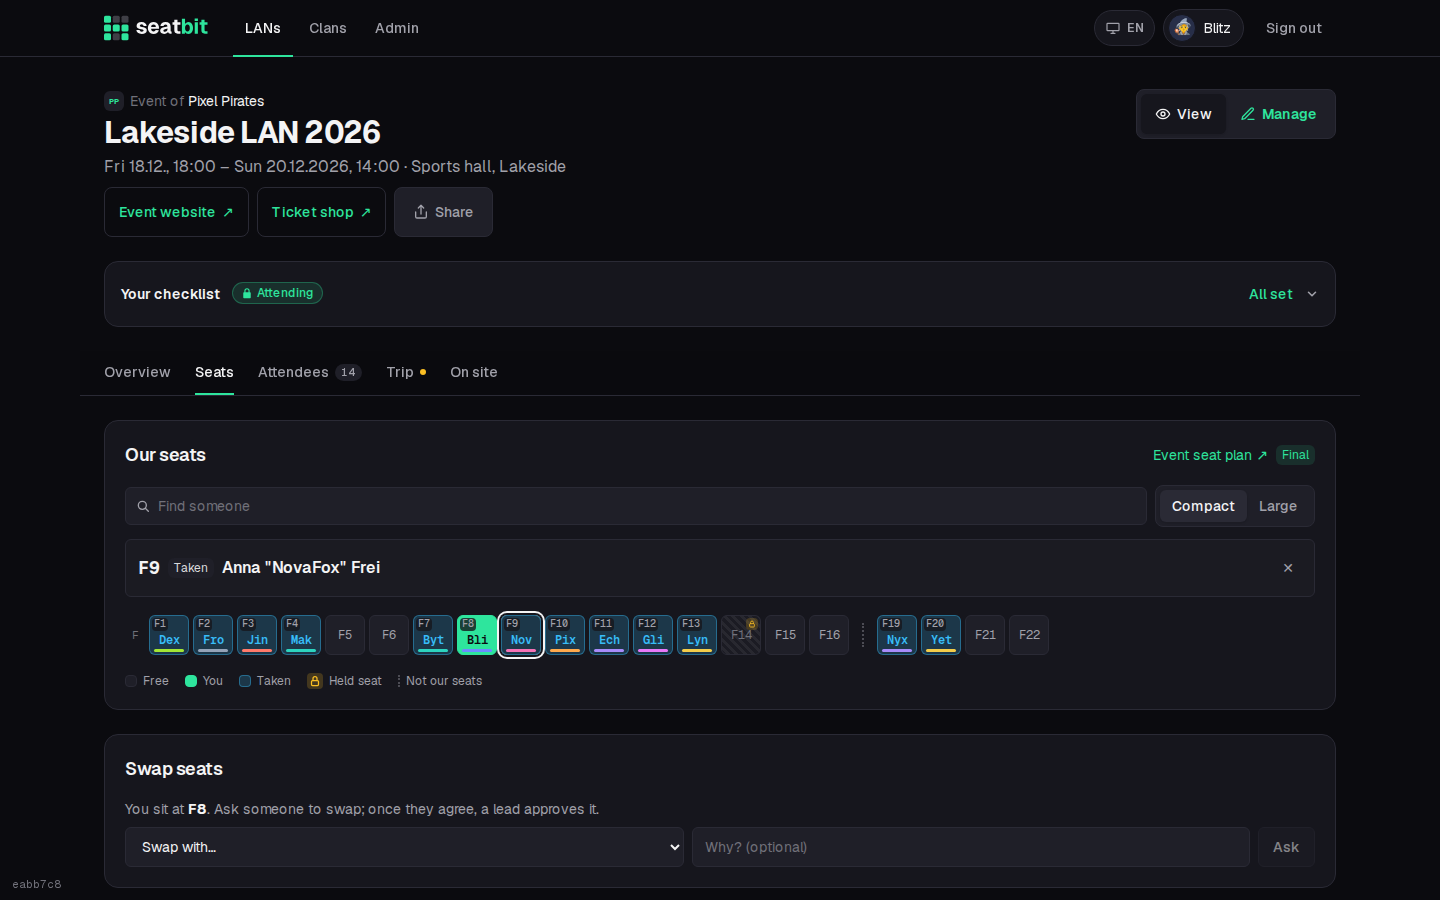 seatbit LANs Clans Admin EN Blitz Sign out
PP Event of Pixel Pirates
Lakeside LAN 2026
View Manage
Fri 18.12., 18:00 – Sun 20.12.2026, 14:00 · Sports hall, Lakeside
Event website ↗ Ticket shop ↗ Share
Your checklist Attending All set
Overview Seats Attendees 14 Trip On site
Our seats Event seat plan ↗ Final
Find someone Compact Large
F9 Taken Anna "NovaFox" Frei ✕
F1 F2 F3 F4 F7 F8 F9 F10 F11 F12 F13 F19 F20
F Dex Fro Jin Mak F5 F6 Byt Bli Nov Pix Ech Gli Lyn F14 F15 F16 Nyx Yet F21 F22
Free You Taken Held seat Not our seats
Swap seats
You sit at F8. Ask someone to swap; once they agree, a lead approves it.
Swap with... Why? (optional) Ask
eabb7c8